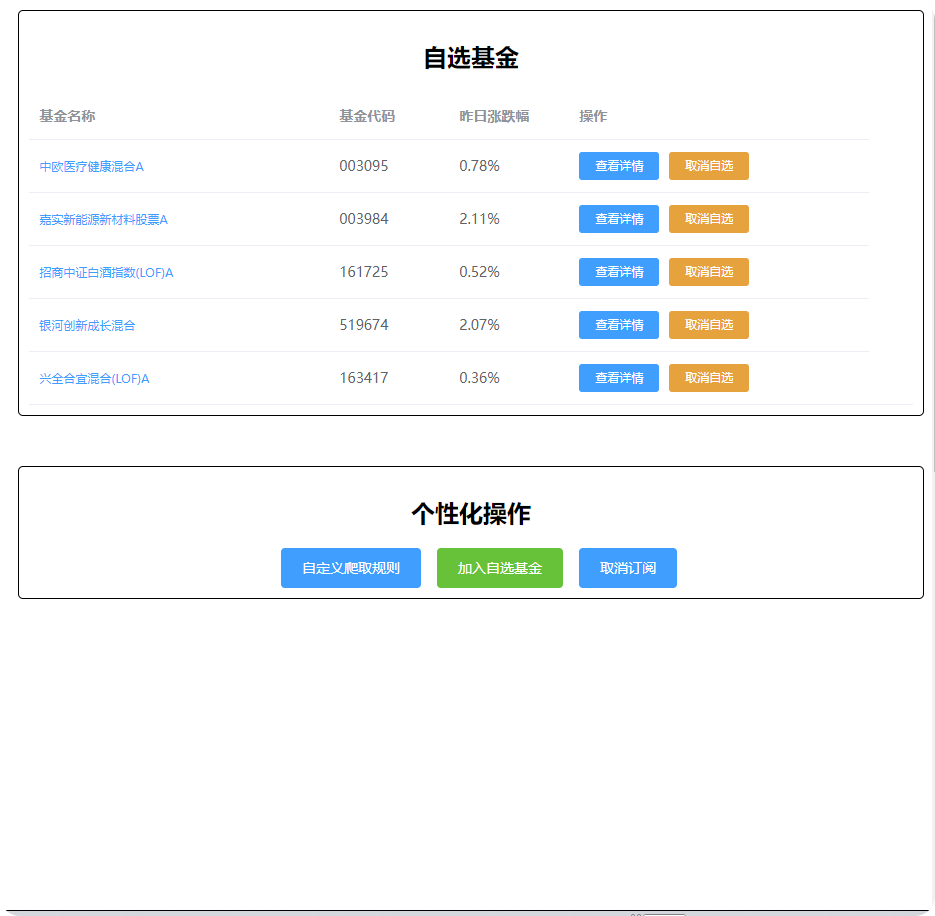 自选基金
基金名称 基金代码 昨日涨跌幅 操作
中欧医疗健康混合A 003095 0.78% 查看详情 取消自选
嘉实新能源新材料股票A 003984 2.11% 查看详情 取消自选
招商中证白酒指数(LOF)A 161725 0.52% 查看详情 取消自选
银河创新成长混合 519674 2.07% 查看详情 取消自选
兴全合宜混合(LOF)A 163417 0.36% 查看详情 取消自选
个性化操作
自定义爬取规则 加入自选基金 取消订阅